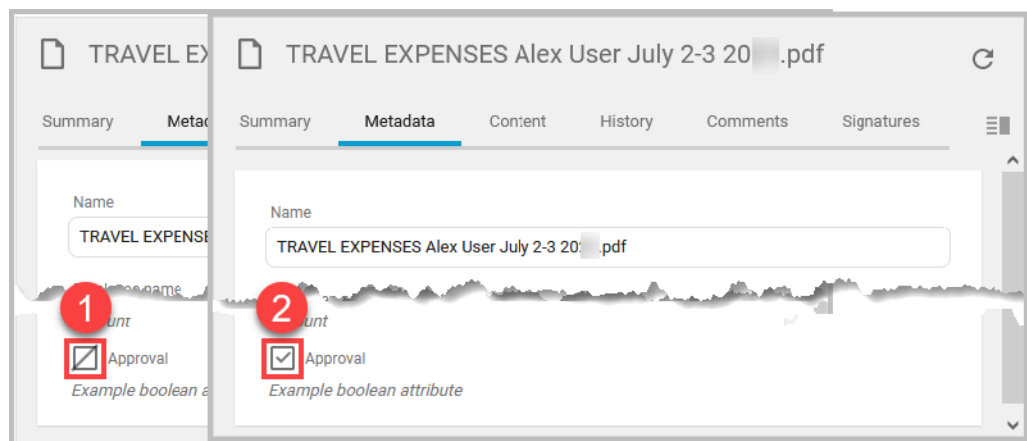 TRAVEL EX
Summary Metad
Name
TRAVEL EXPENSE
name
1
unt
Approval
Example boolean a
TRAVEL EXPENSES Alex User July 2-3 20 .pdf
Summary Metadata Content History Comments Signatures
Name
TRAVEL EXPENSES Alex User July 2-3 20 .pdf
2
unt
Approval
Example boolean attribute